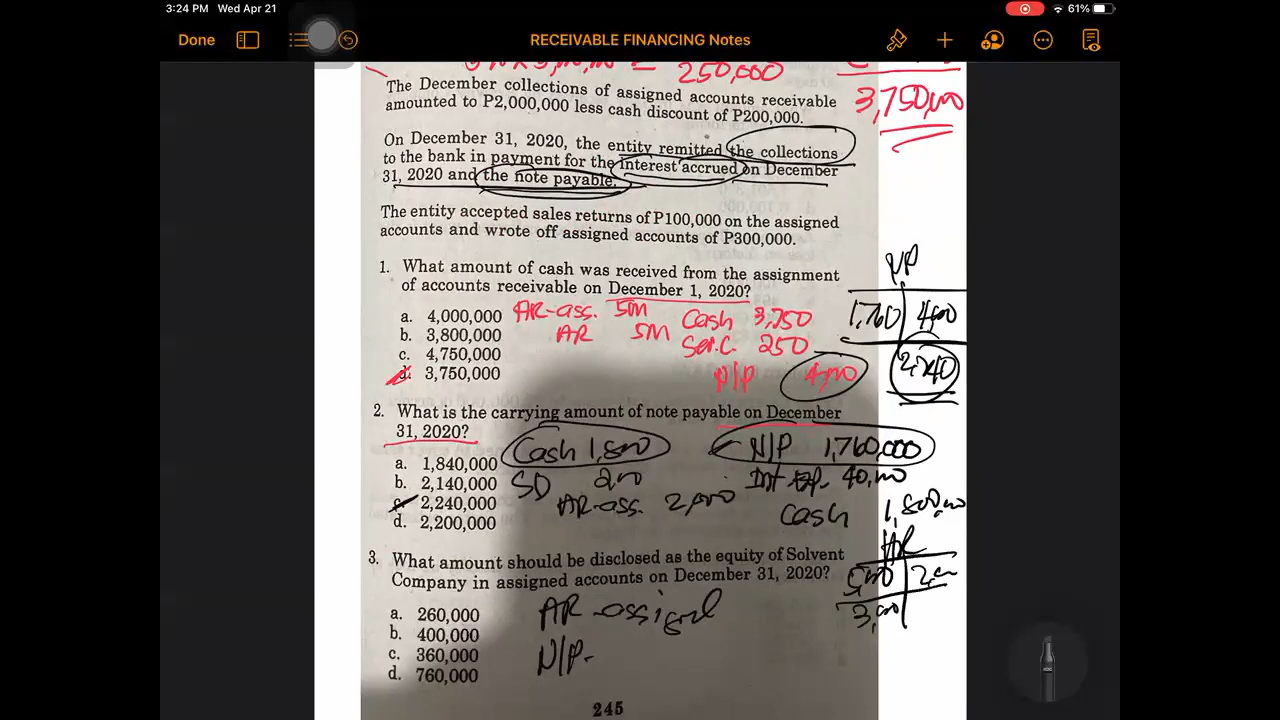 3:24 PM Wed Apr 21
61%
Done
RECEIVABLE FINANCING Notes
250,000
3,750,000
The December collections of assigned accounts receivable
amounted to P2,000,000 less cash discount of P200,000.
On December 31, 2020, the entity remitted the collections
to the bank in payment for the interest accrued on December
31, 2020 and the note payable.
The entity accepted sales returns of P100,000 on the assigned
accounts and wrote off assigned accounts of P300,000.
1. What amount of cash was received from the assignment
of accounts receivable on December 1, 2020?
a. 4,000,000
b. 3,800,000
c. 4,750,000
d. 3,750,000
AR-ass. 5M
AR 5M
Cash 3,750
Ser.C. 250
N/P 4,000
NP
1,760 4,000
2,240
2. What is the carrying amount of note payable on December
31, 2020?
a. 1,840,000
b. 2,140,000
c. 2,240,000
d. 2,200,000
Cash 1,800
SD 200
AR-ass. 2,000
N/P 1,760,000
Int exp. 40,000
Cash 1,800,000
AR
5,000 2,000
3,000
3. What amount should be disclosed as the equity of Solvent
Company in assigned accounts on December 31, 2020?
a. 260,000
b. 400,000
c. 360,000
d. 760,000
AR-assigned
N/P-
245